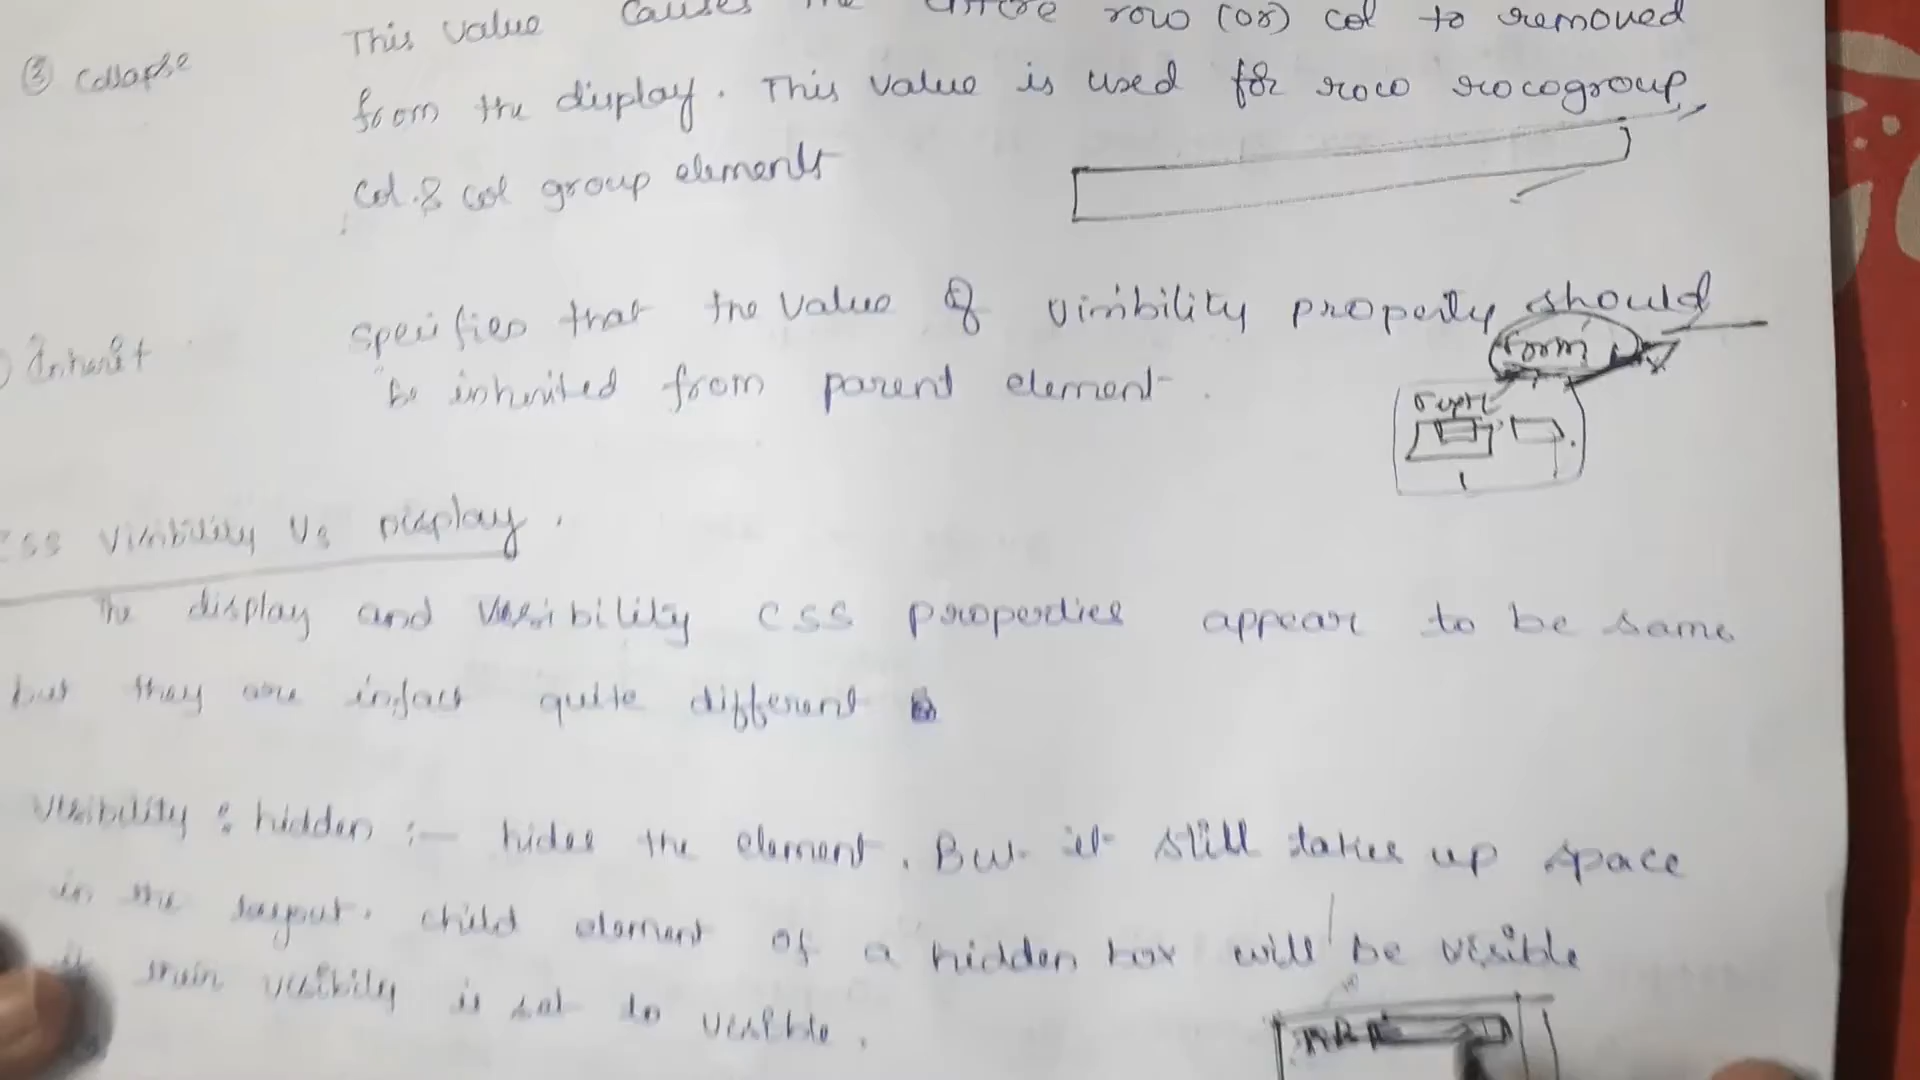 This value causes the entire row (or) col to removed
③ Collapse
from the display. This value is used for row rowgroup,
col & col group elements
Inherit
specifies that the value of visibility property should
form
be inherited from parent element.
CSS Visibility Vs Display.
The display and visibility CSS properties appear to be same
but they are infact quite different
Visibility : hidden :- hides the element. But it still takes up space
in the layout. child element of a hidden box will be visible
if their visibility is set to visible.